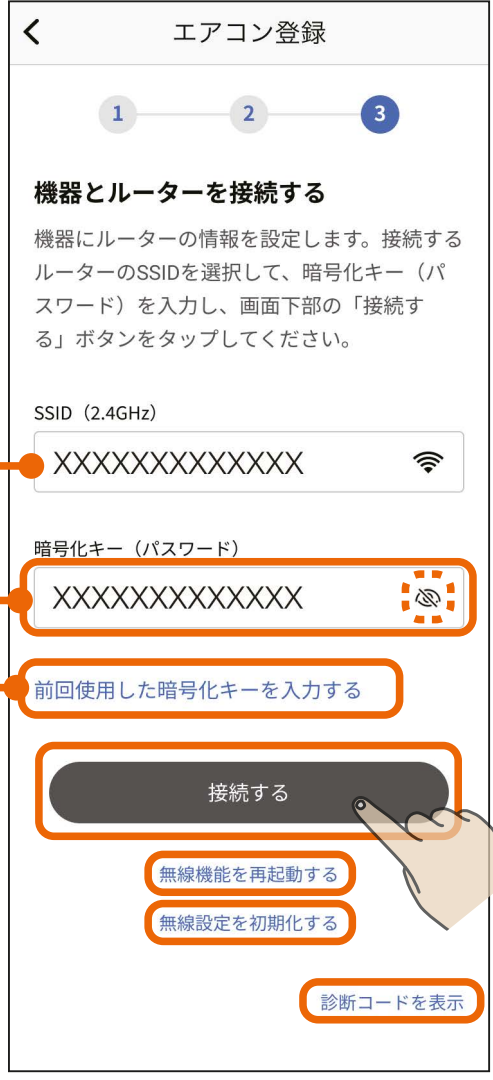 エアコン登録
1 2 3
機器とルーターを接続する
機器にルーターの情報を設定します。接続する
ルーターのSSIDを選択して、暗号化キー（パ
スワード）を入力し、画面下部の「接続す
る」ボタンをタップしてください。
SSID（2.4GHz）
XXXXXXXXXXXXX
暗号化キー（パスワード）
XXXXXXXXXXXXX
前回使用した暗号化キーを入力する
接続する
無線機能を再起動する
無線設定を初期化する
診断コードを表示